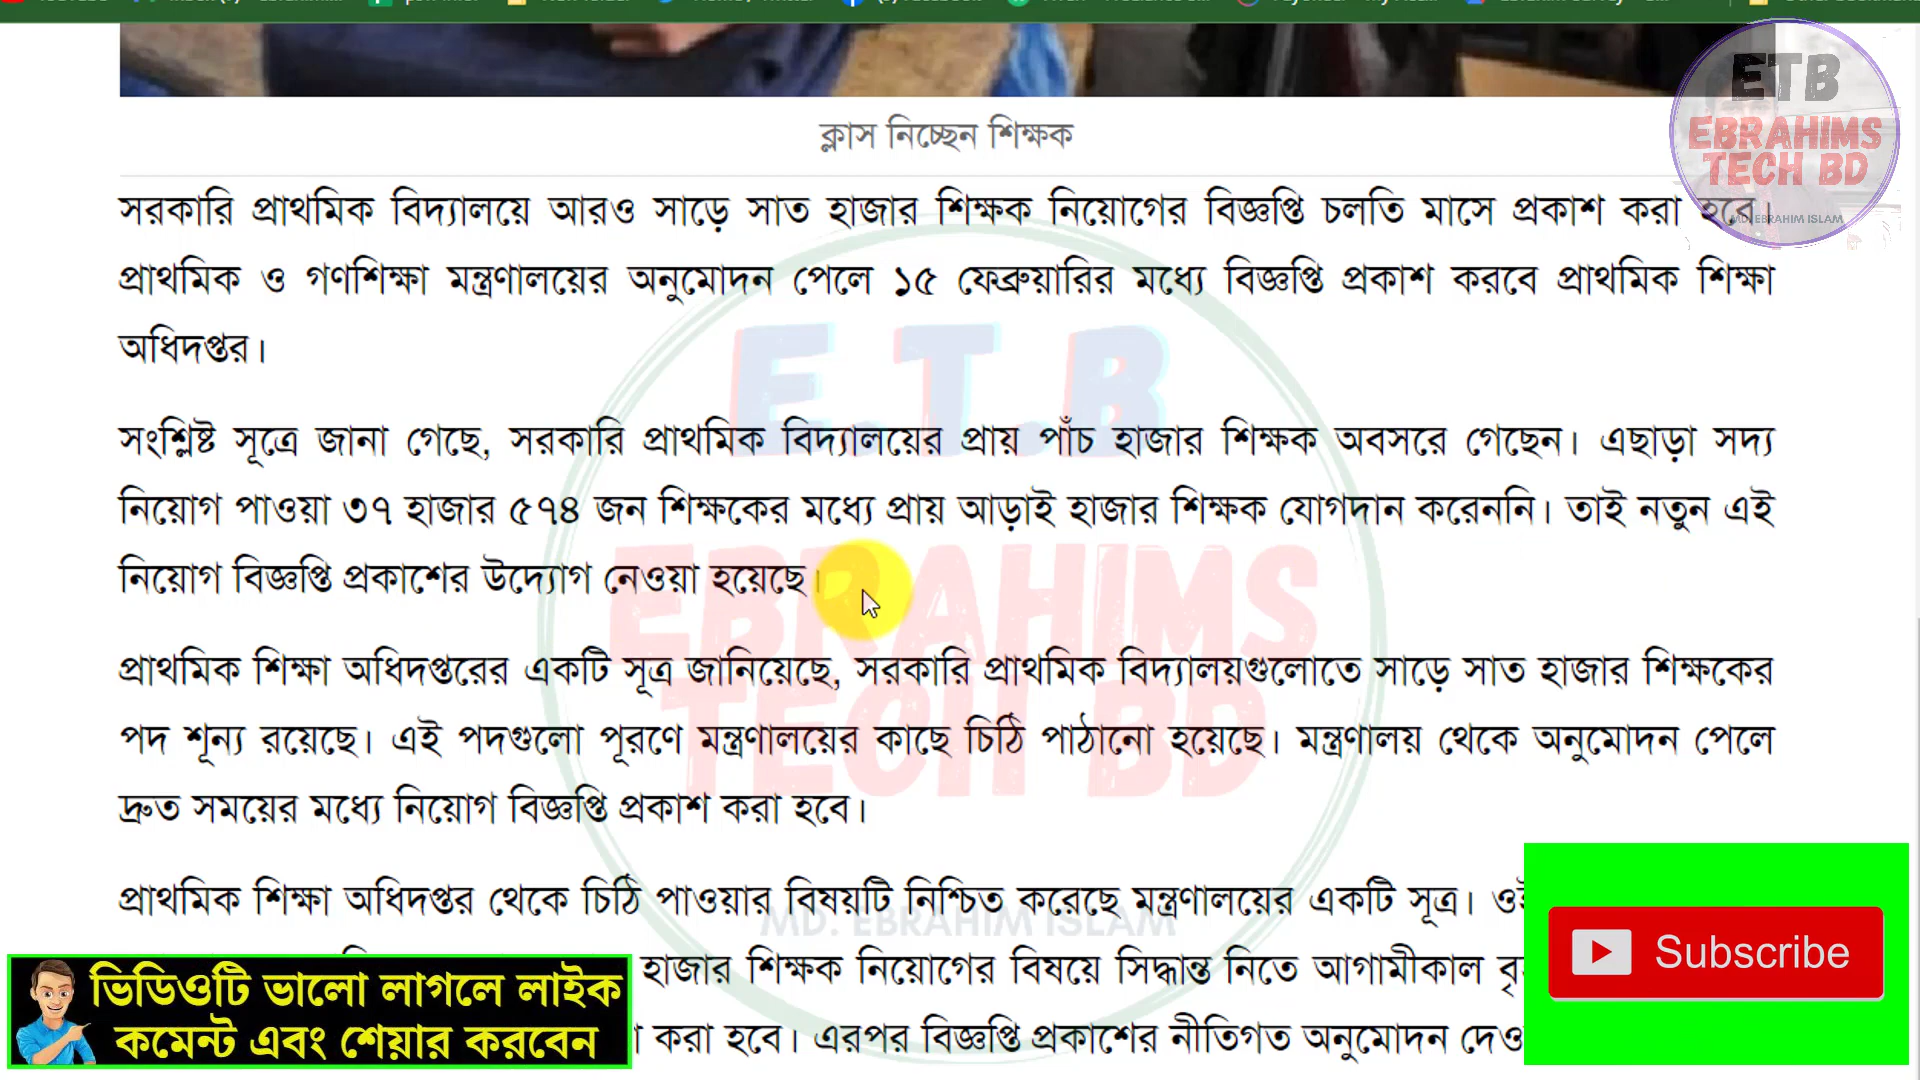 ETB
EBRAHIMS
TECH BD
MD. EBRAHIM ISLAM
ক্লাস নিচ্ছেন শিক্ষক
সরকারি প্রাথমিক বিদ্যালয়ে আরও সাড়ে সাত হাজার শিক্ষক নিয়োগের বিজ্ঞপ্তি চলতি মাসে প্রকাশ করা হবে।
প্রাথমিক ও গণশিক্ষা মন্ত্রণালয়ের অনুমোদন পেলে ১৫ ফেব্রুয়ারির মধ্যে বিজ্ঞপ্তি প্রকাশ করবে প্রাথমিক শিক্ষা
অধিদপ্তর।
E.T.B
সংশ্লিষ্ট সূত্রে জানা গেছে, সরকারি প্রাথমিক বিদ্যালয়ের প্রায় পাঁচ হাজার শিক্ষক অবসরে গেছেন। এছাড়া সদ্য
নিয়োগ পাওয়া ৩৭ হাজার ৫৭৪ জন শিক্ষকের মধ্যে প্রায় আড়াই হাজার শিক্ষক যোগদান করেননি। তাই নতুন এই
নিয়োগ বিজ্ঞপ্তি প্রকাশের উদ্যোগ নেওয়া হয়েছে।
EBRAHIMS
প্রাথমিক শিক্ষা অধিদপ্তরের একটি সূত্র জানিয়েছে, সরকারি প্রাথমিক বিদ্যালয়গুলোতে সাড়ে সাত হাজার শিক্ষকের
পদ শূন্য রয়েছে। এই পদগুলো পূরণে মন্ত্রণালয়ের কাছে চিঠি পাঠানো হয়েছে। মন্ত্রণালয় থেকে অনুমোদন পেলে
TECH BD
দ্রুত সময়ের মধ্যে নিয়োগ বিজ্ঞপ্তি প্রকাশ করা হবে।
প্রাথমিক শিক্ষা অধিদপ্তর থেকে চিঠি পাওয়ার বিষয়টি নিশ্চিত করেছে মন্ত্রণালয়ের একটি সূত্র।
MD. EBRAHIM ISLAM
হাজার শিক্ষক নিয়োগের বিষয়ে সিদ্ধান্ত নিতে আগামীকাল
করা হবে। এরপর বিজ্ঞপ্তি প্রকাশের নীতিগত অনুমোদন
ভিডিওটি ভালো লাগলে লাইক
কমেন্ট এবং শেয়ার করবেন
Subscribe